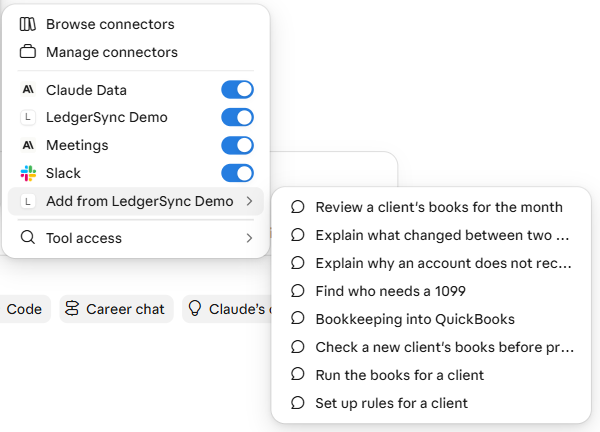 Browse connectors
Manage connectors
Claude Data
L LedgerSync Demo
Meetings
Slack
L Add from LedgerSync Demo
Tool access
Review a client's books for the month
Explain what changed between two ...
Explain why an account does not rec...
Find who needs a 1099
Bookkeeping into QuickBooks
Check a new client's books before pr...
Run the books for a client
Set up rules for a client
Code
Career chat
Claude's